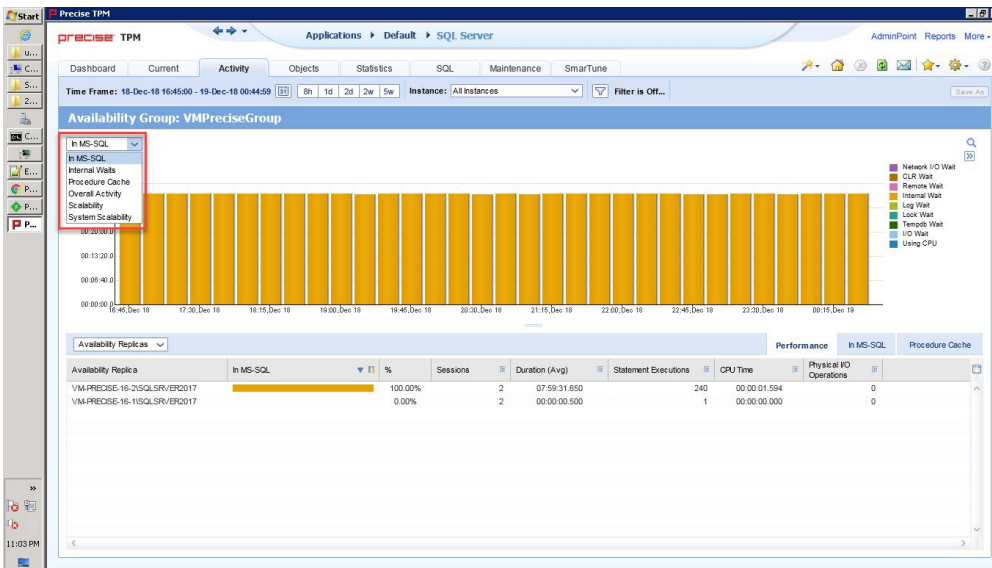 Start
Precise TPM
precise TPM
Applications Default SQL Server
AdminPoint Reports More
Dashboard Current Activity Objects Statistics SQL Maintenance SmarTune
Time Frame: 18-Dec-18 16:45:00 - 19-Dec-18 00:44:59 31 8h 1d 2d 2w 5w Instance: All Instances Filter is Off... Save As
Availability Group: VMPreciseGroup
In MS-SQL
In MS-SQL
Internal Waits
Procedure Cache
Overall Activity
Scalability
System Scalability
00:20:00.0
00:13:20.0
00:06:40.0
00:00:00.0
16:45,Dec 18 17:30,Dec 18 18:15,Dec 18 19:00,Dec 18 19:45,Dec 18 20:30,Dec 18 21:15,Dec 18 22:00,Dec 18 22:45,Dec 18 23:30,Dec 18 00:15,Dec 19
Network I/O Wait
CLR Wait
Remote Wait
Internal Wait
Log Wait
Lock Wait
Tempdb Wait
I/O Wait
Using CPU
Availability Replicas
Performance In MS-SQL Procedure Cache
Availability Replica In MS-SQL % Sessions Duration (Avg) Statement Executions CPU Time Physical I/O Operations
VM-PRECISE-16-2\SQLSRVER2017 100.00% 2 07:59:31.650 240 00:00:01.594 0
VM-PRECISE-16-1\SQLSRVER2017 0.00% 2 00:00:00.500 1 00:00:00.000 0
u...
C...
S...
2...
C...
E...
P...
P...
P...
11:03 PM